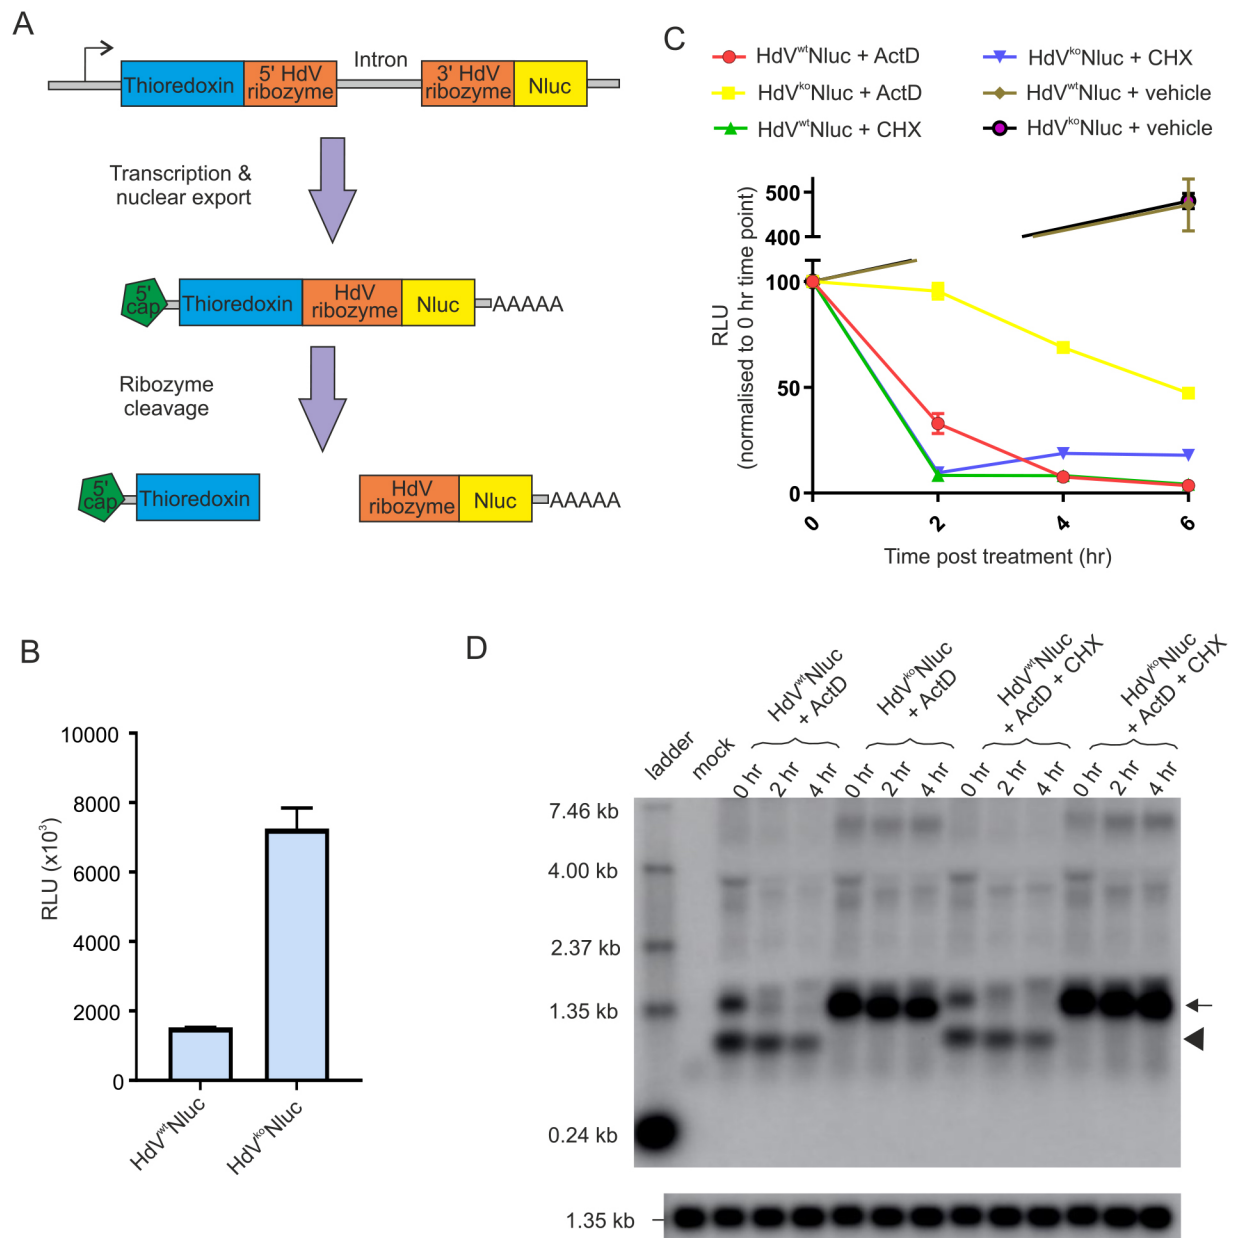 A
Thioredoxin
5' HdV
ribozyme
Intron
3' HdV
ribozyme
Nluc
Transcription &
nuclear export
5'
cap
Thioredoxin
HdV
ribozyme
Nluc
AAAAA
Ribozyme
cleavage
5'
cap
Thioredoxin
HdV
ribozyme
Nluc
AAAAA
B
RLU (x10³)
10000
8000
6000
4000
2000
0
HdVʷᵗNluc
HdVᵏᵒNluc
C
HdVʷᵗNluc + ActD
HdVᵏᵒNluc + ActD
HdVʷᵗNluc + CHX
HdVᵏᵒNluc + CHX
HdVʷᵗNluc + vehicle
HdVᵏᵒNluc + vehicle
RLU
(normalised to 0 hr time point)
500
400
100
50
0
0
2
4
6
Time post treatment (hr)
D
ladder
mock
HdVʷᵗNluc
+ ActD
HdVᵏᵒNluc
+ ActD
HdVʷᵗNluc
+ ActD + CHX
HdVᵏᵒNluc
+ ActD + CHX
0 hr
2 hr
4 hr
0 hr
2 hr
4 hr
0 hr
2 hr
4 hr
0 hr
2 hr
4 hr
7.46 kb
4.00 kb
2.37 kb
1.35 kb
0.24 kb
1.35 kb